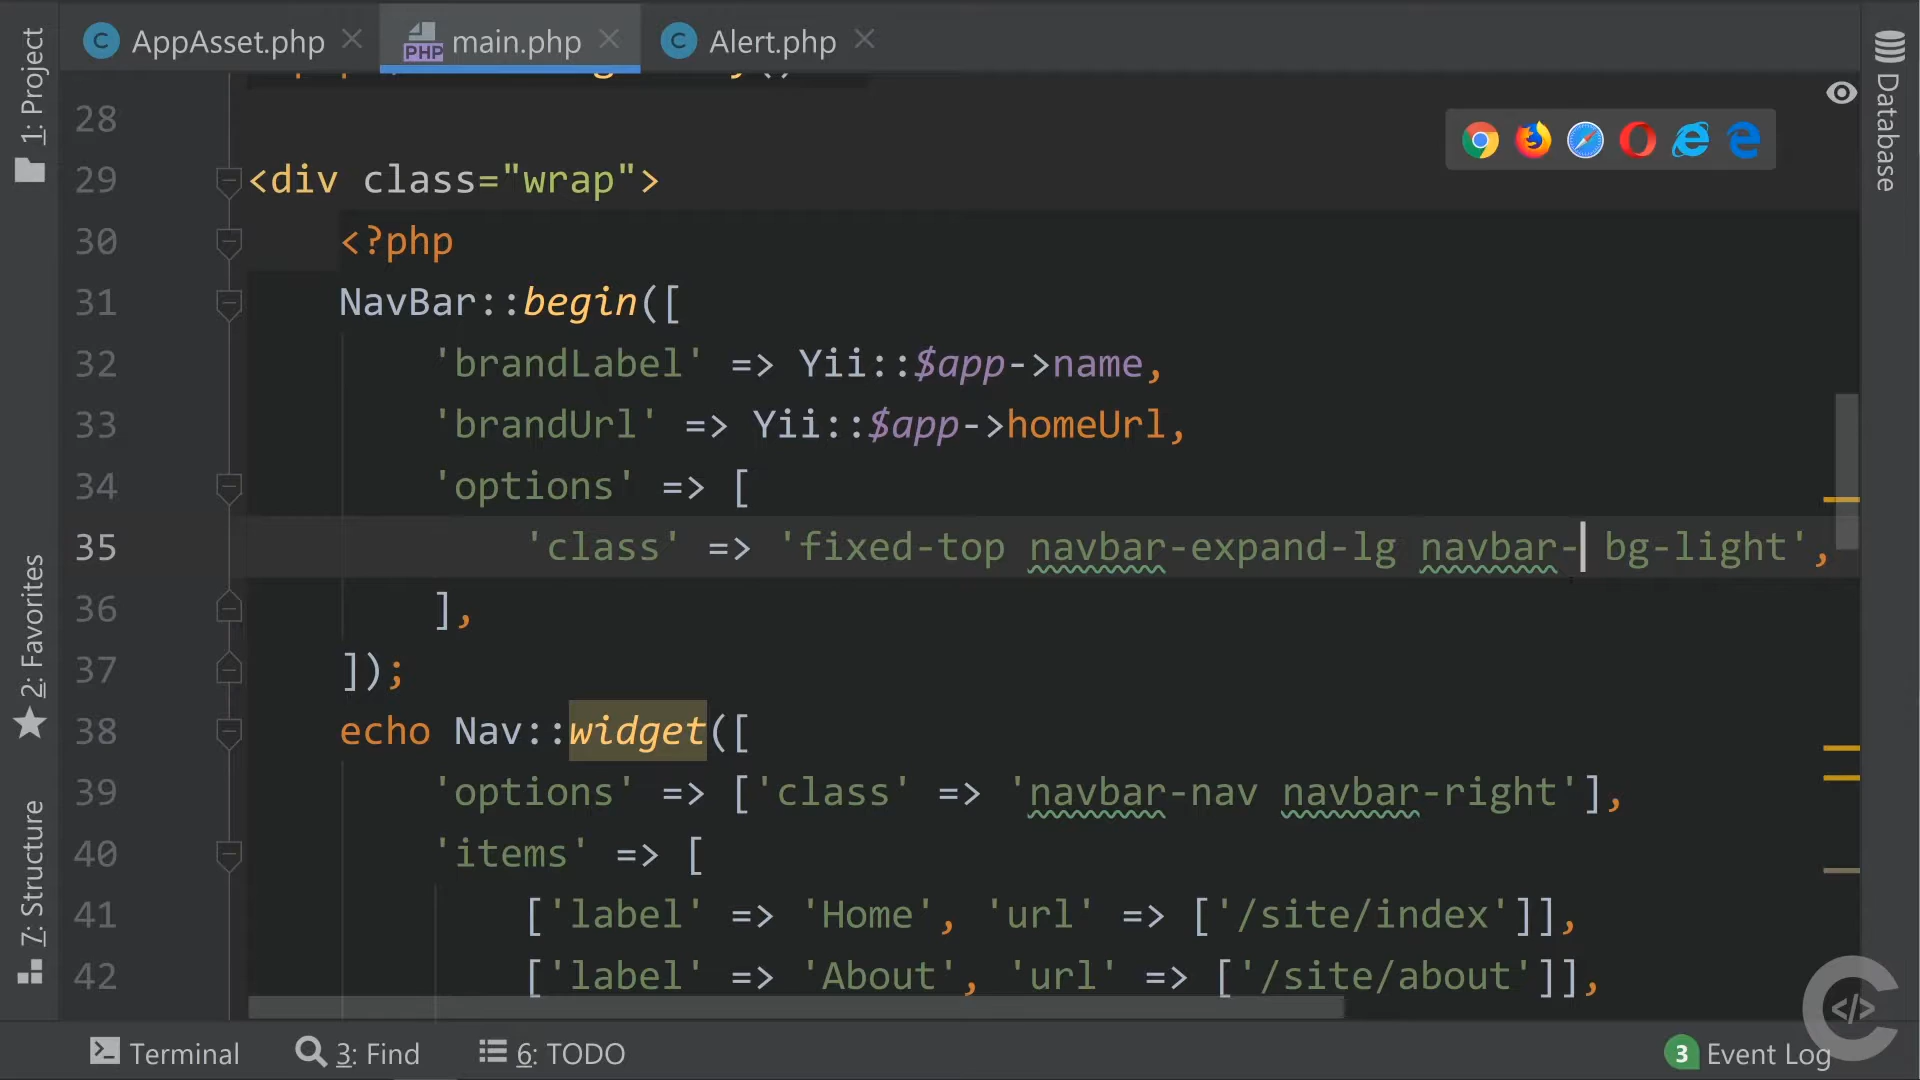 AppAsset.php
main.php
Alert.php
1: Project
2: Favorites
7: Structure
Database
28
29 <div class="wrap">
30 <?php
31 NavBar::begin([
32 'brandLabel' => Yii::$app->name,
33 'brandUrl' => Yii::$app->homeUrl,
34 'options' => [
35 'class' => 'fixed-top navbar-expand-lg navbar- bg-light',
36 ],
37 ]);
38 echo Nav::widget([
39 'options' => ['class' => 'navbar-nav navbar-right'],
40 'items' => [
41 ['label' => 'Home', 'url' => ['/site/index']],
42 ['label' => 'About', 'url' => ['/site/about']],
Terminal
3: Find
6: TODO
3 Event Log